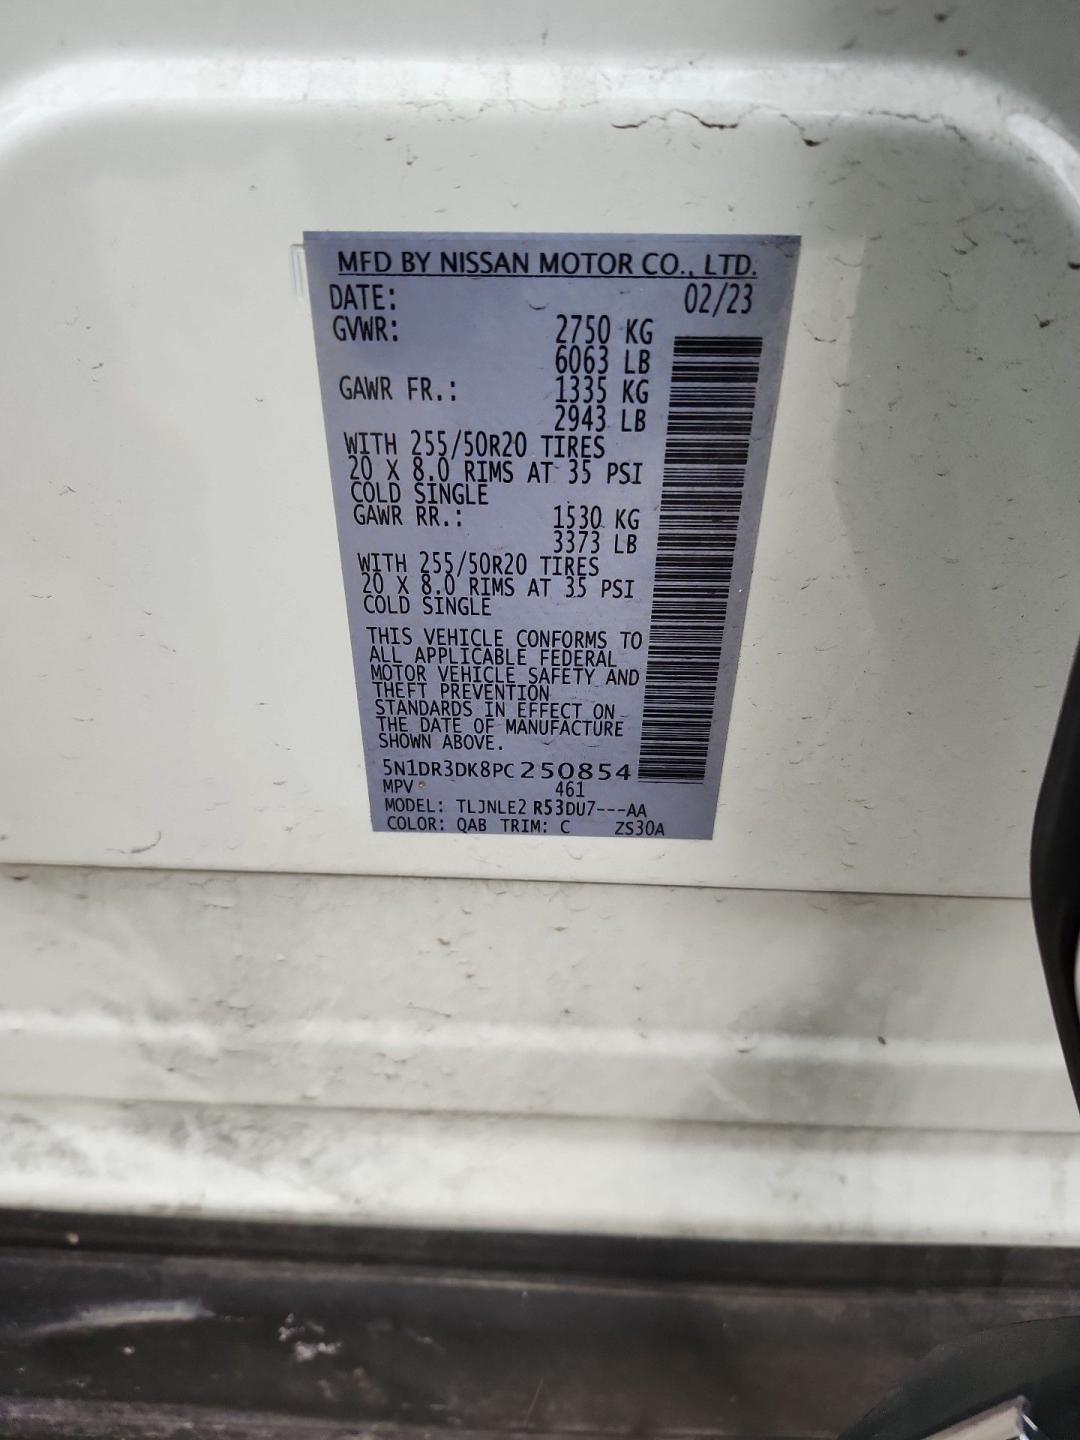 MFD BY NISSAN MOTOR CO., LTD.
DATE: 02/23
GVWR: 2750 KG
6063 LB
GAWR FR.: 1335 KG
2943 LB
WITH 255/50R20 TIRES
20 X 8.0 RIMS AT 35 PSI
COLD SINGLE
GAWR RR.: 1530 KG
3373 LB
WITH 255/50R20 TIRES
20 X 8.0 RIMS AT 35 PSI
COLD SINGLE
THIS VEHICLE CONFORMS TO
ALL APPLICABLE FEDERAL
MOTOR VEHICLE SAFETY AND
THEFT PREVENTION
STANDARDS IN EFFECT ON
THE DATE OF MANUFACTURE
SHOWN ABOVE.
5N1DR3DK8PC250854
MPV 461
MODEL: TLJNLE2 R53DU7---AA
COLOR: QAB TRIM: C ZS30A